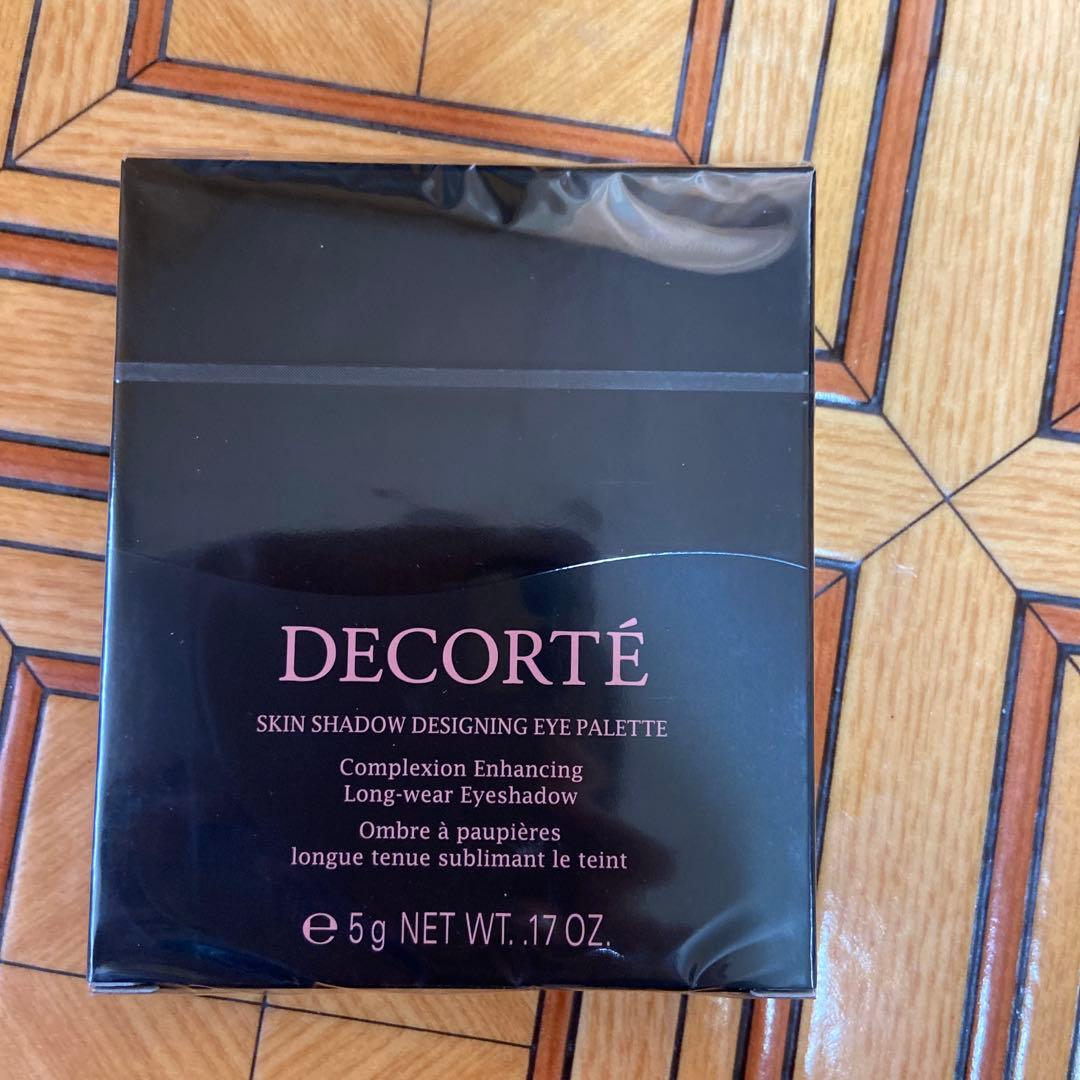 DECORTÉ
SKIN SHADOW DESIGNING EYE PALETTE
Complexion Enhancing
Long-wear Eyeshadow
Ombre à paupières
longue tenue sublimant le teint
℮ 5g NET WT. .17 OZ.